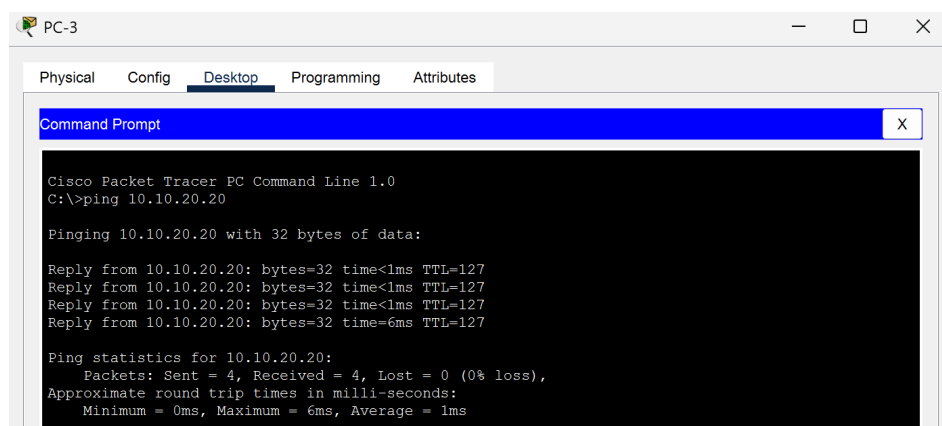 PC-3
Physical Config Desktop Programming Attributes
Command Prompt X
Cisco Packet Tracer PC Command Line 1.0
C:\>ping 10.10.20.20
Pinging 10.10.20.20 with 32 bytes of data:
Reply from 10.10.20.20: bytes=32 time<1ms TTL=127
Reply from 10.10.20.20: bytes=32 time<1ms TTL=127
Reply from 10.10.20.20: bytes=32 time<1ms TTL=127
Reply from 10.10.20.20: bytes=32 time=6ms TTL=127
Ping statistics for 10.10.20.20:
Packets: Sent = 4, Received = 4, Lost = 0 (0% loss),
Approximate round trip times in milli-seconds:
Minimum = 0ms, Maximum = 6ms, Average = 1ms